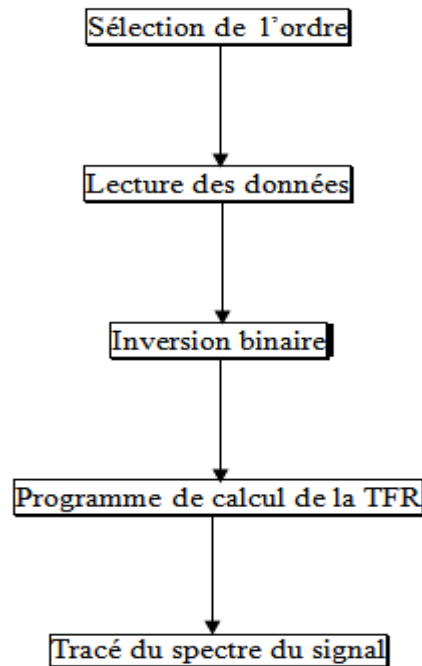 Sélection de l'ordre
Lecture des données
Inversion binaire
Programme de calcul de la TFR
Tracé du spectre du signal